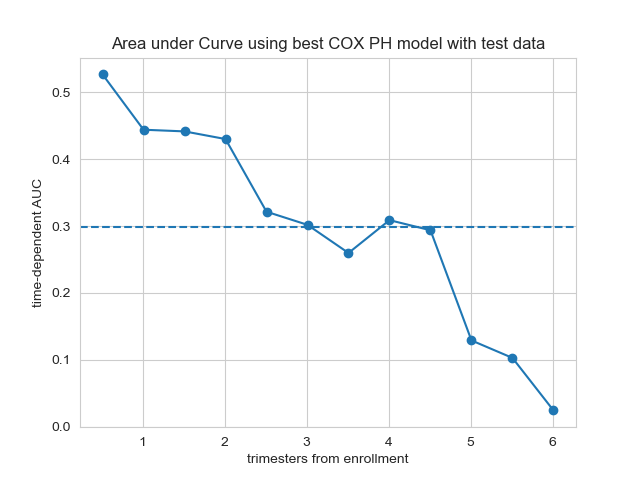 Area under Curve using best COX PH model with test data
time-dependent AUC
0.5
0.4
0.3
0.2
0.1
0.0
1 2 3 4 5 6
trimesters from enrollment